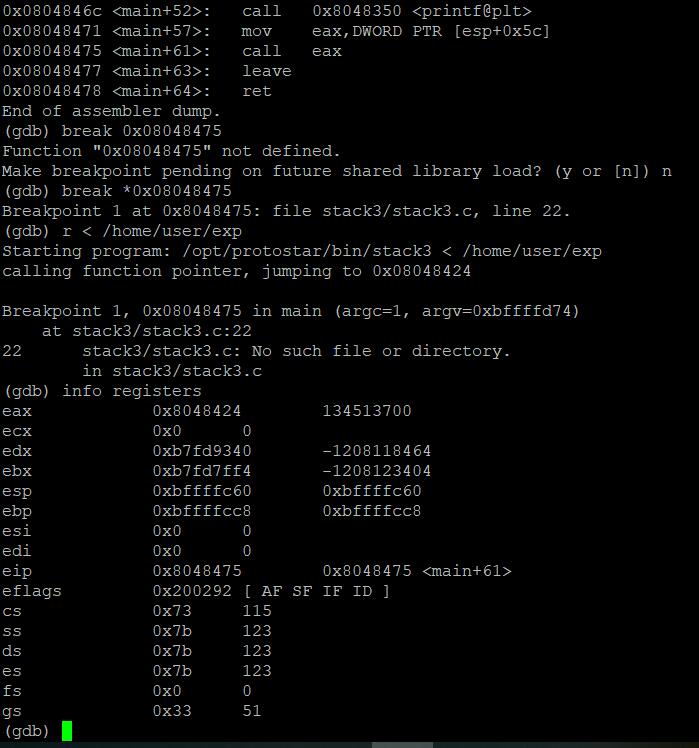 0x0804846c <main+52>:   call   0x8048350 <printf@plt>
0x08048471 <main+57>:   mov    eax,DWORD PTR [esp+0x5c]
0x08048475 <main+61>:   call   eax
0x08048477 <main+63>:   leave
0x08048478 <main+64>:   ret
End of assembler dump.
(gdb) break 0x08048475
Function "0x08048475" not defined.
Make breakpoint pending on future shared library load? (y or [n]) n
(gdb) break *0x08048475
Breakpoint 1 at 0x8048475: file stack3/stack3.c, line 22.
(gdb) r < /home/user/exp
Starting program: /opt/protostar/bin/stack3 < /home/user/exp
calling function pointer, jumping to 0x08048424
Breakpoint 1, 0x08048475 in main (argc=1, argv=0xbffffd74)
    at stack3/stack3.c:22
22      stack3/stack3.c: No such file or directory.
        in stack3/stack3.c
(gdb) info registers
eax            0x8048424        134513700
ecx            0x0      0
edx            0xb7fd9340       -1208118464
ebx            0xb7fd7ff4       -1208123404
esp            0xbffffc60       0xbffffc60
ebp            0xbffffcc8       0xbffffcc8
esi            0x0      0
edi            0x0      0
eip            0x8048475        0x8048475 <main+61>
eflags         0x200292 [ AF SF IF ID ]
cs             0x73     115
ss             0x7b     123
ds             0x7b     123
es             0x7b     123
fs             0x0      0
gs             0x33     51
(gdb)